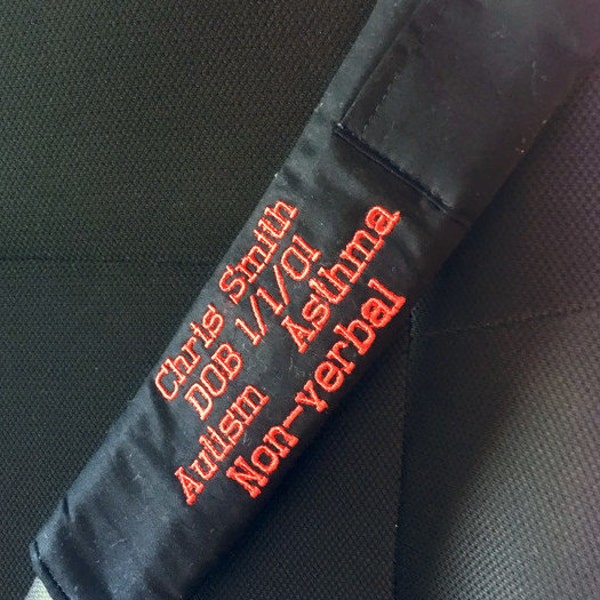 Chris Smith
DOB 1/1/01
Autism Asthma
Non-verbal